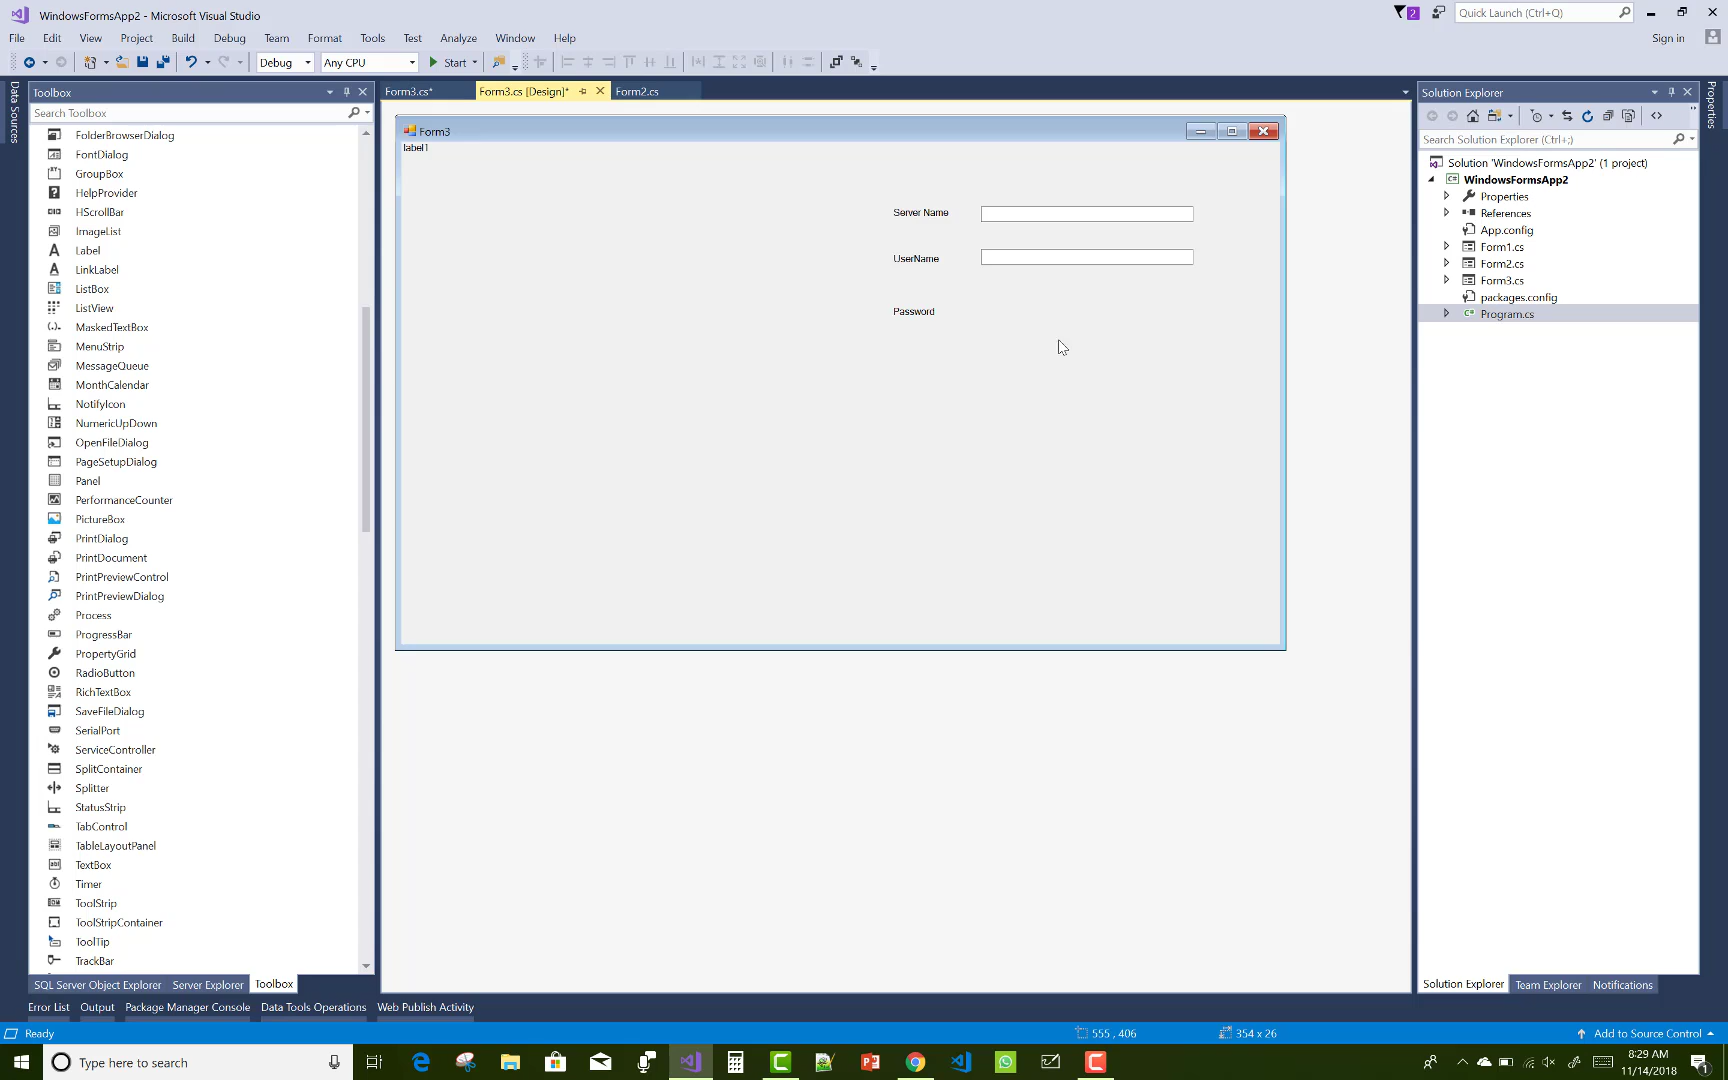 WindowsFormsApp2 - Microsoft Visual Studio
2
Quick Launch (Ctrl+Q)
File Edit View Project Build Debug Team Format Tools Test Analyze Window Help
Sign in
Debug Any CPU Start
Data Sources
Toolbox
Search Toolbox
FolderBrowserDialog
FontDialog
GroupBox
HelpProvider
HScrollBar
ImageList
Label
LinkLabel
ListBox
ListView
MaskedTextBox
MenuStrip
MessageQueue
MonthCalendar
NotifyIcon
NumericUpDown
OpenFileDialog
PageSetupDialog
Panel
PerformanceCounter
PictureBox
PrintDialog
PrintDocument
PrintPreviewControl
PrintPreviewDialog
Process
ProgressBar
PropertyGrid
RadioButton
RichTextBox
SaveFileDialog
SerialPort
ServiceController
SplitContainer
Splitter
StatusStrip
TabControl
TableLayoutPanel
TextBox
Timer
ToolStrip
ToolStripContainer
ToolTip
TrackBar
SQL Server Object Explorer Server Explorer Toolbox
Form3.cs* Form3.cs [Design]* Form2.cs
Form3
label1
Server Name
UserName
Password
Solution Explorer
Search Solution Explorer (Ctrl+;)
Solution 'WindowsFormsApp2' (1 project)
WindowsFormsApp2
Properties
References
App.config
Form1.cs
Form2.cs
Form3.cs
packages.config
Program.cs
Solution Explorer Team Explorer Notifications
Properties
Error List Output Package Manager Console Data Tools Operations Web Publish Activity
Ready 555 , 406 354 x 26 Add to Source Control
Type here to search
8:29 AM
11/14/2018
1